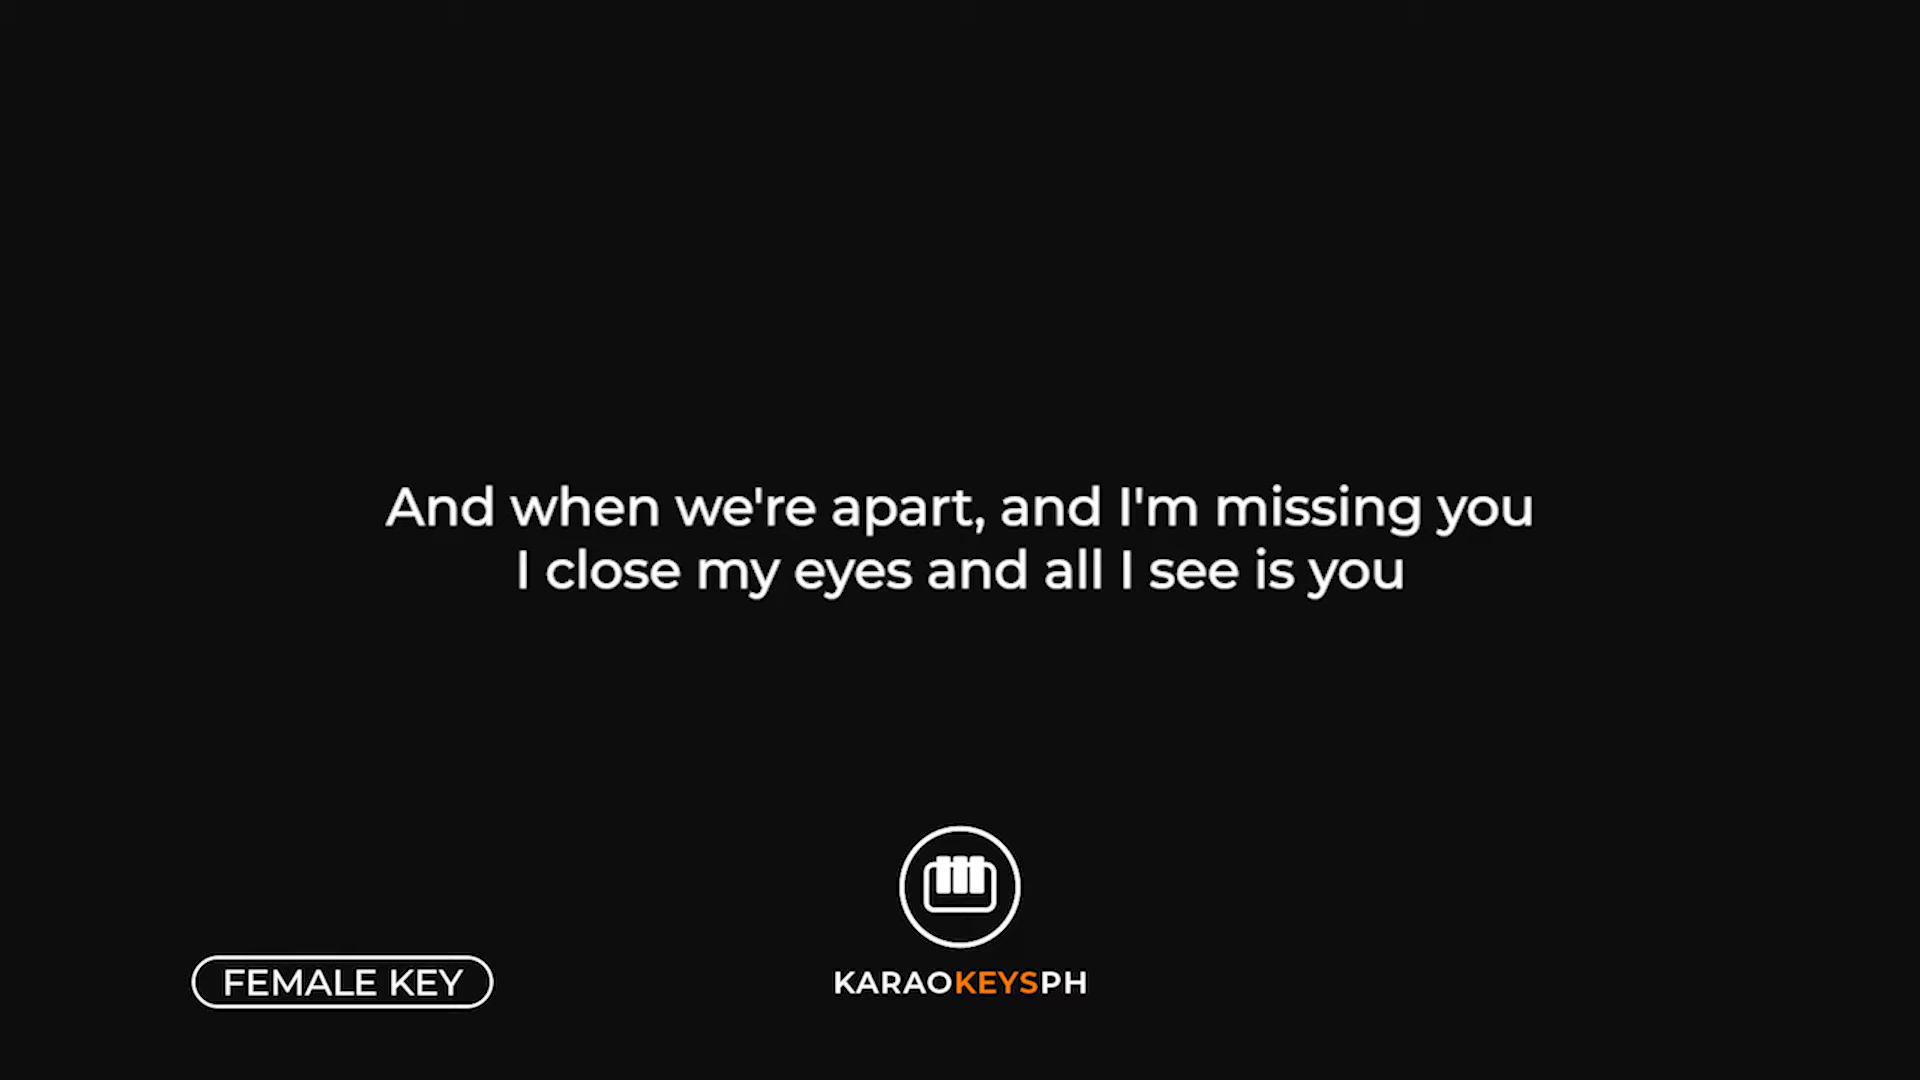 And when we're apart, and I'm missing you
I close my eyes and all I see is you
FEMALE KEY
KARAOKEYSPH